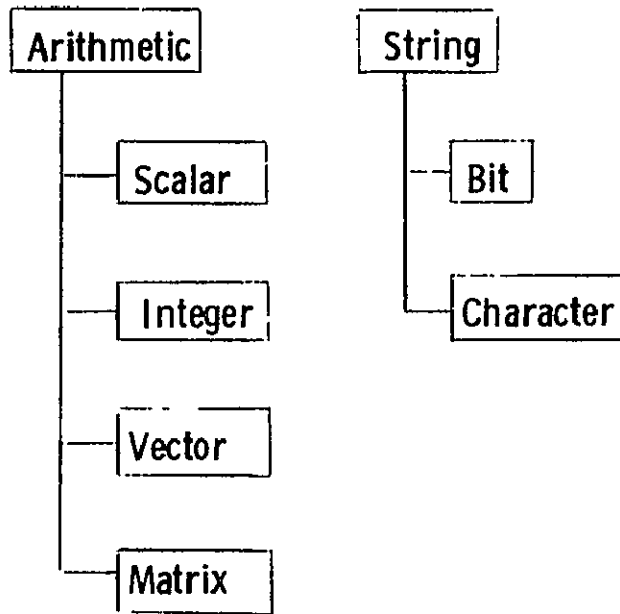 Arithmetic
Scalar
Integer
Vector
Matrix
String
Bit
Character